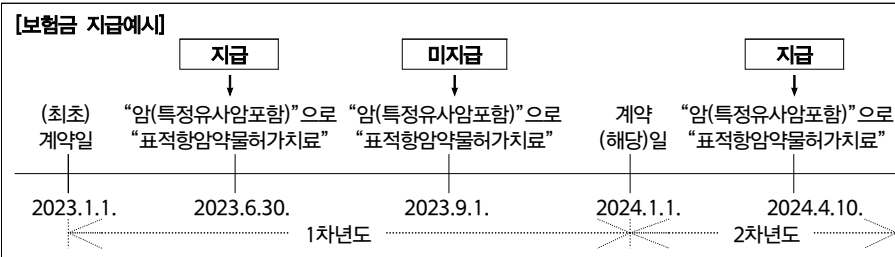 [보험금 지급예시]
지급 미지급 지급
(최초) “암(특정유사암포함)”으로 “암(특정유사암포함)”으로 계약 “암(특정유사암포함)”으로
계약일 “표적항암약물허가치료” “표적항암약물허가치료” (해당)일 “표적항암약물허가치료”
2023.1.1. 2023.6.30. 2023.9.1. 2024.1.1. 2024.4.10.
1차년도 2차년도